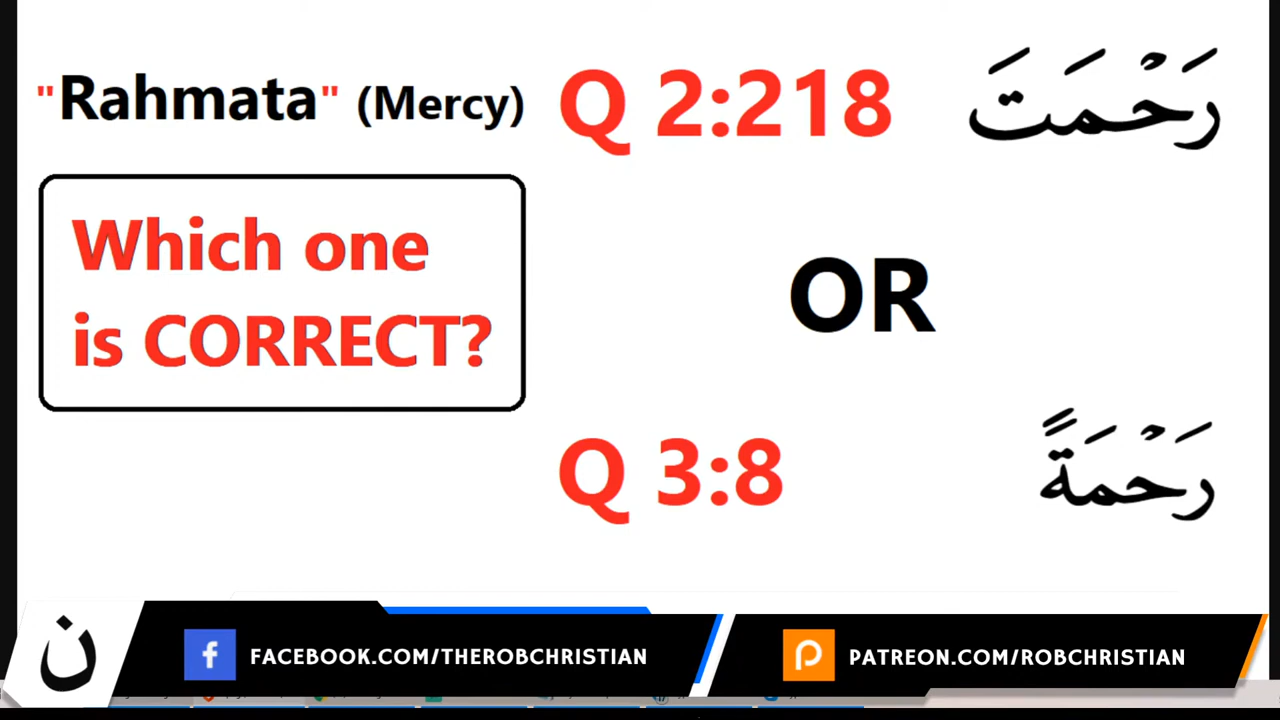 "Rahmata" (Mercy) Q 2:218 رَحْمَتَ
Which one
is CORRECT?
OR
Q 3:8 رَحْمَةً
ن
f FACEBOOK.COM/THEROBCHRISTIAN
PATREON.COM/ROBCHRISTIAN